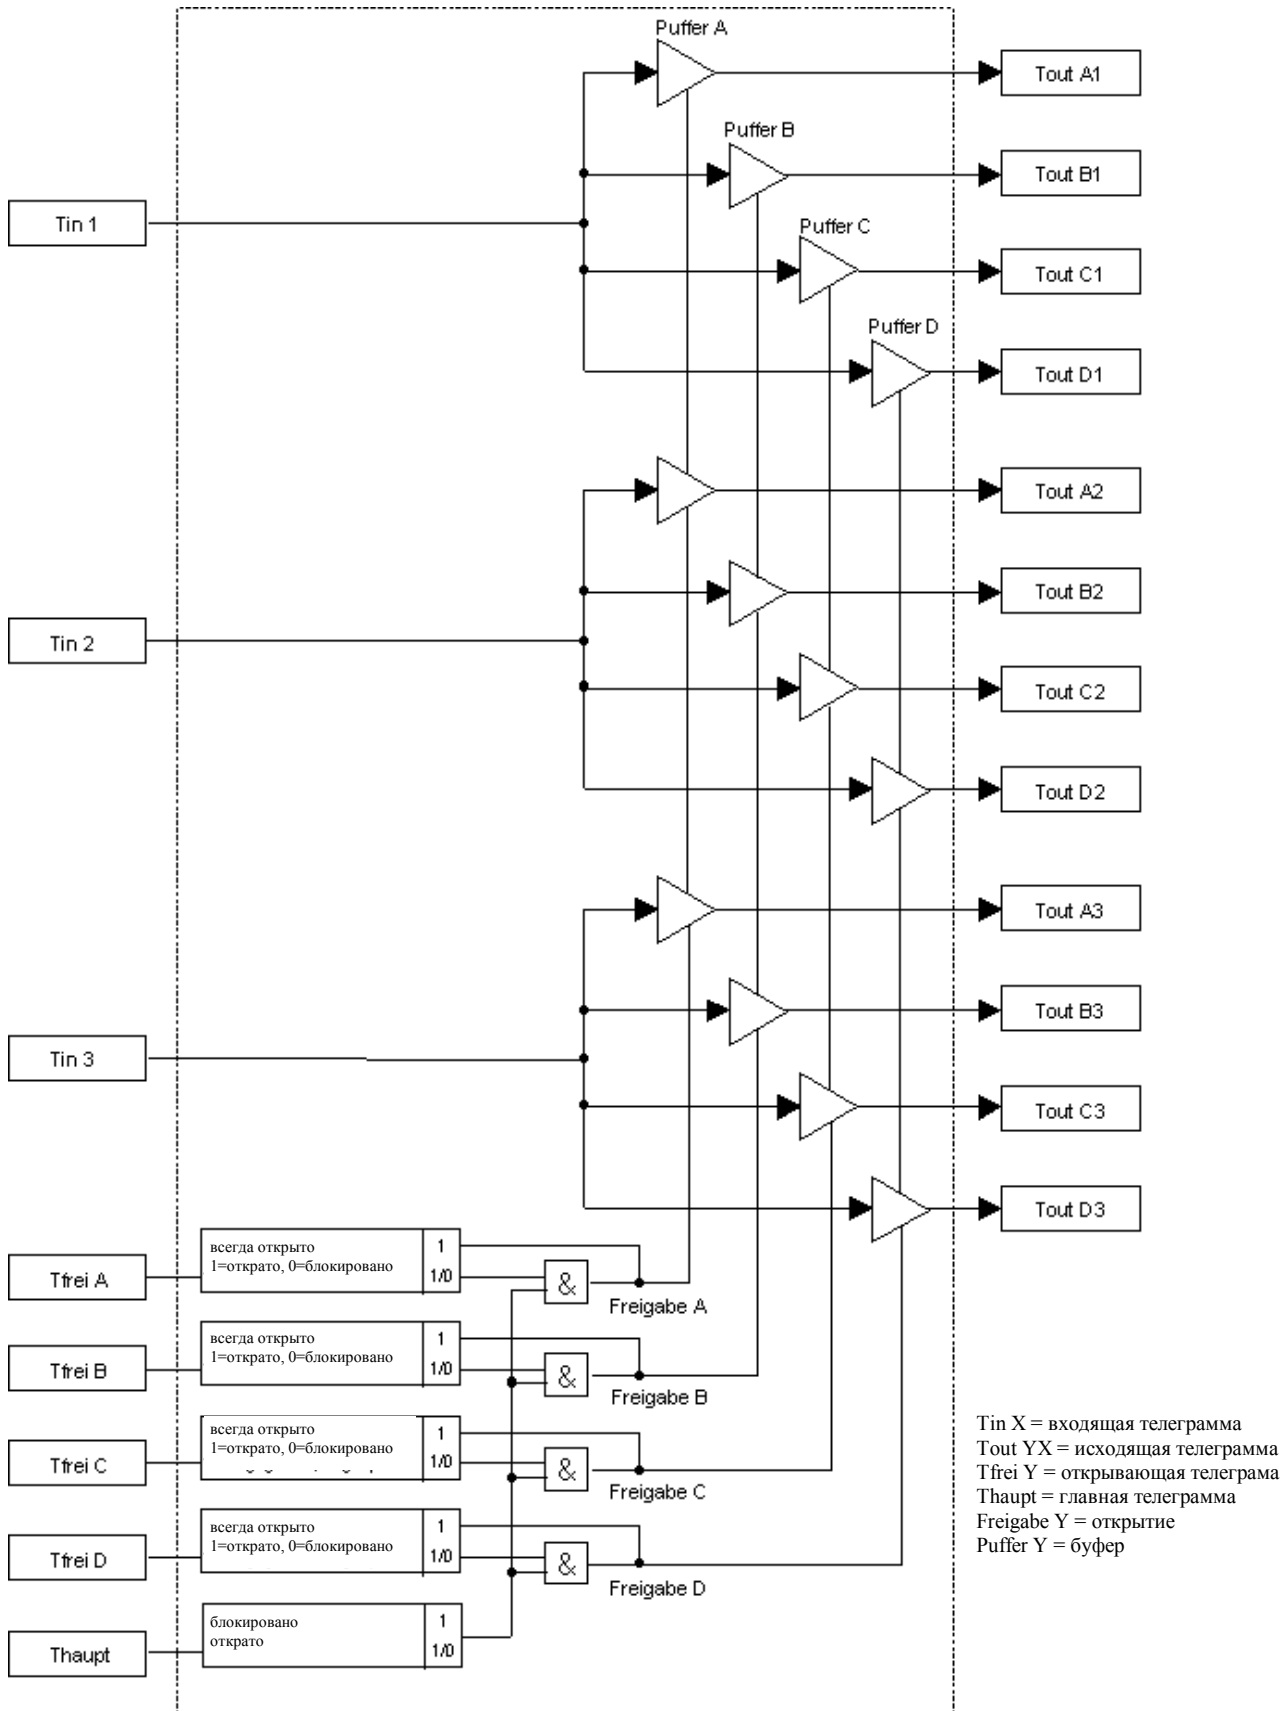 Puffer A
Tout A1
Puffer B
Tout B1
Tin 1
Puffer C
Tout C1
Puffer D
Tout D1
Tout A2
Tout B2
Tin 2
Tout C2
Tout D2
Tout A3
Tout B3
Tin 3
Tout C3
Tout D3
Tfrei A
всегда открыто
1=открато, 0=блокировано
1
1/0
&
Freigabe A
Tfrei B
всегда открыто
1=открато, 0=блокировано
1
1/0
&
Freigabe B
Tfrei C
всегда открыто
1=открато, 0=блокировано
1
1/0
&
Freigabe C
Tfrei D
всегда открыто
1=открато, 0=блокировано
1
1/0
&
Freigabe D
Thaupt
блокировано
открато
1
1/0
Tin X = входящая телеграмма
Tout YX = исходящая телеграмма
Tfrei Y = открывающая телеграма
Thaupt = главная телеграмма
Freigabe Y = открытие
Puffer Y = буфер